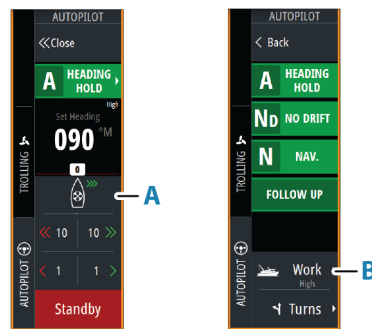 AUTOPILOT
<<Close
A HEADING HOLD
High
Set Heading
090 °M
0
A
<< 10 10 >>
< 1 1 >
Standby
TROLLING
AUTOPILOT
AUTOPILOT
< Back
A HEADING HOLD
ND NO DRIFT
N NAV.
FOLLOW UP
Work
High
B
Turns
TROLLING
AUTOPILOT